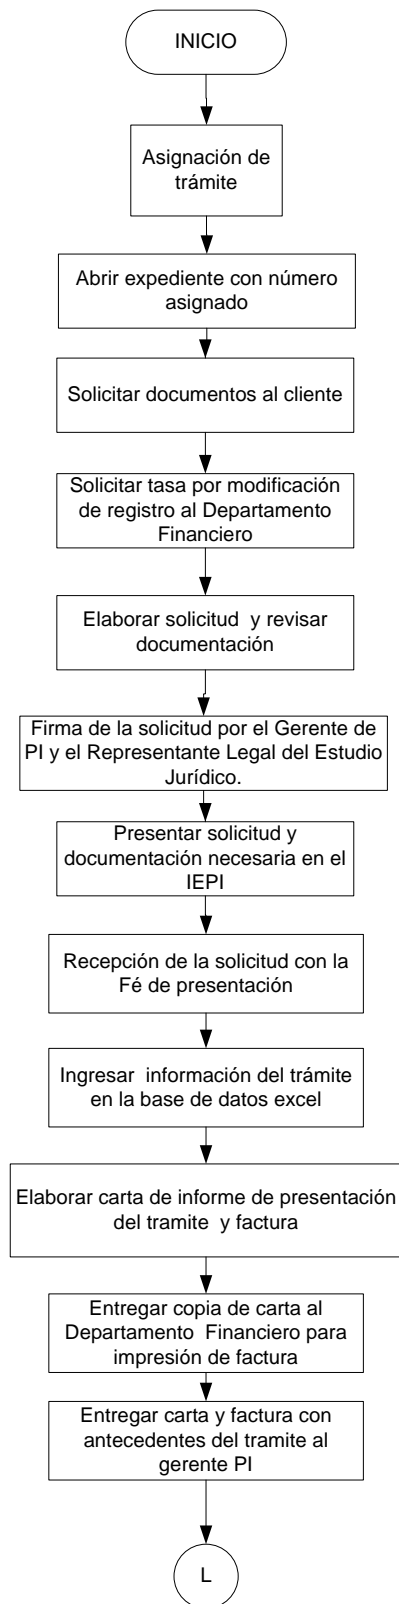 INICIO
Asignación de
trámite
Abrir expediente con número
asignado
Solicitar documentos al cliente
Solicitar tasa por modificación
de registro al Departamento
Financiero
Elaborar solicitud y revisar
documentación
Firma de la solicitud por el Gerente de
PI y el Representante Legal del Estudio
Jurídico.
Presentar solicitud y
documentación necesaria en el
IEPI
Recepción de la solicitud con la
Fé de presentación
Ingresar información del trámite
en la base de datos excel
Elaborar carta de informe de presentación
del tramite y factura
Entregar copia de carta al
Departamento Financiero para
impresión de factura
Entregar carta y factura con
antecedentes del tramite al
gerente PI
L